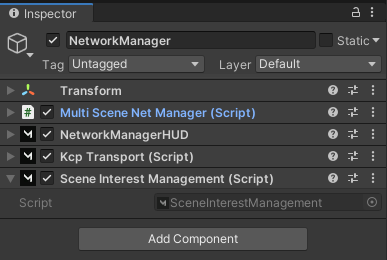 Inspector
NetworkManager
Static
Tag Untagged Layer Default
Transform
# Multi Scene Net Manager (Script)
NetworkManagerHUD
Kcp Transport (Script)
Scene Interest Management (Script)
Script SceneInterestManagement
Add Component